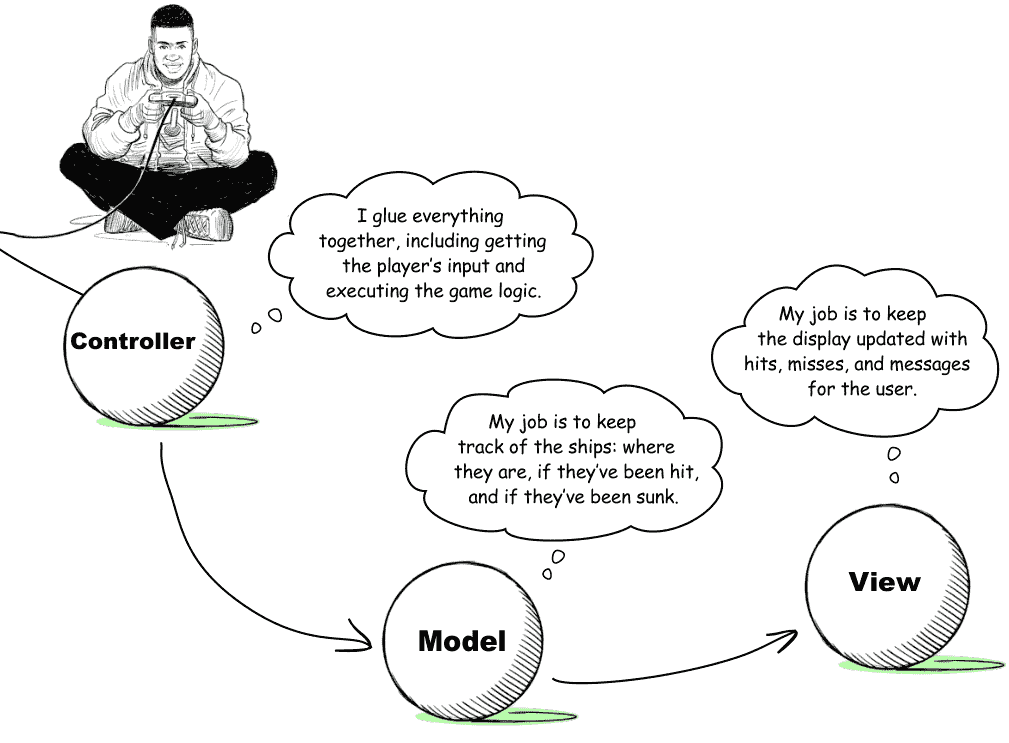 I glue everything
together, including getting
the player's input and
executing the game logic.
Controller
My job is to keep
the display updated with
hits, misses, and messages
for the user.
My job is to keep
track of the ships: where
they are, if they've been hit,
and if they've been sunk.
View
Model